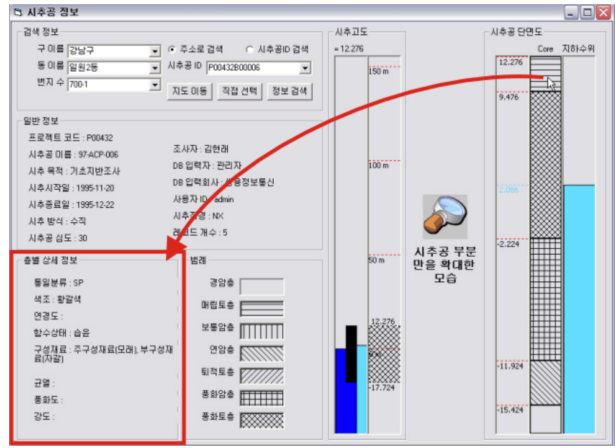 시추공 정보
검색 정보
구 이름 강남구
주소로 검색 시추공ID 검색
동 이름 일원2동
시추공 ID P00432B00006
번지 수 700-1
지도 이동 직접 선택 정보 검색
일반 정보
프로젝트 코드 : P00432
시추공 이름 : 97-ACP-006
시추 목적 : 기초지반조사
시추시작일 : 1995-11-20
시추종료일 : 1995-12-22
시추 방식 : 수직
시추공 심도 : 30
조사자 : 김현래
DB 입력자 : 관리자
DB 입력회사 : 정보통신
사용자 ID : admin
시추 : NX
레코드 개수 : 5
층별 상세 정보
통일분류 : SP
색조 : 황갈색
연경도 :
함수상태 : 습윤
구성재료 : 주구성재료(모래), 부구성재
료(자갈)
균열 :
풍화도 :
강도 :
범례
경암층
매립토층
보통암층
연암층
퇴적토층
풍화암층
풍화토층
시추고도
= 12.276
150 m
100 m
50 m
12.276
-17.724
시추공 부분
만을 확대한
모습
시추공 단면도
Core 지하수위
12.276
9.476
-2.224
-11.924
-15.424